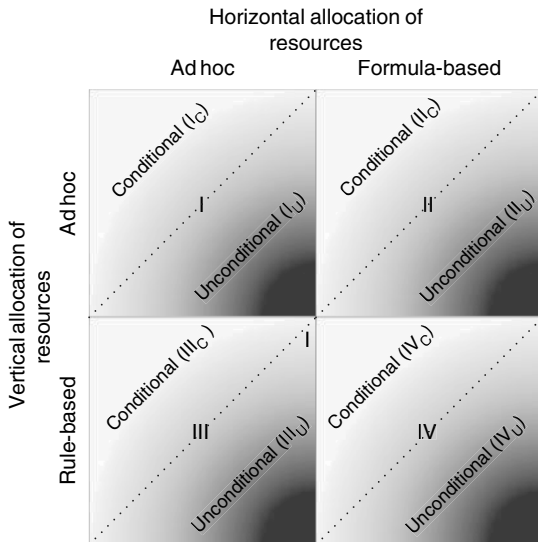 Horizontal allocation of
resources
Ad hoc
Formula-based
Vertical allocation of
resources
Ad hoc
Conditional (I_C)
I
Unconditional (I_U)
Conditional (II_C)
II
Unconditional (II_U)
Rule-based
Conditional (III_C)
I
III
Unconditional (III_U)
Conditional (IV_C)
IV
Unconditional (IV_U)